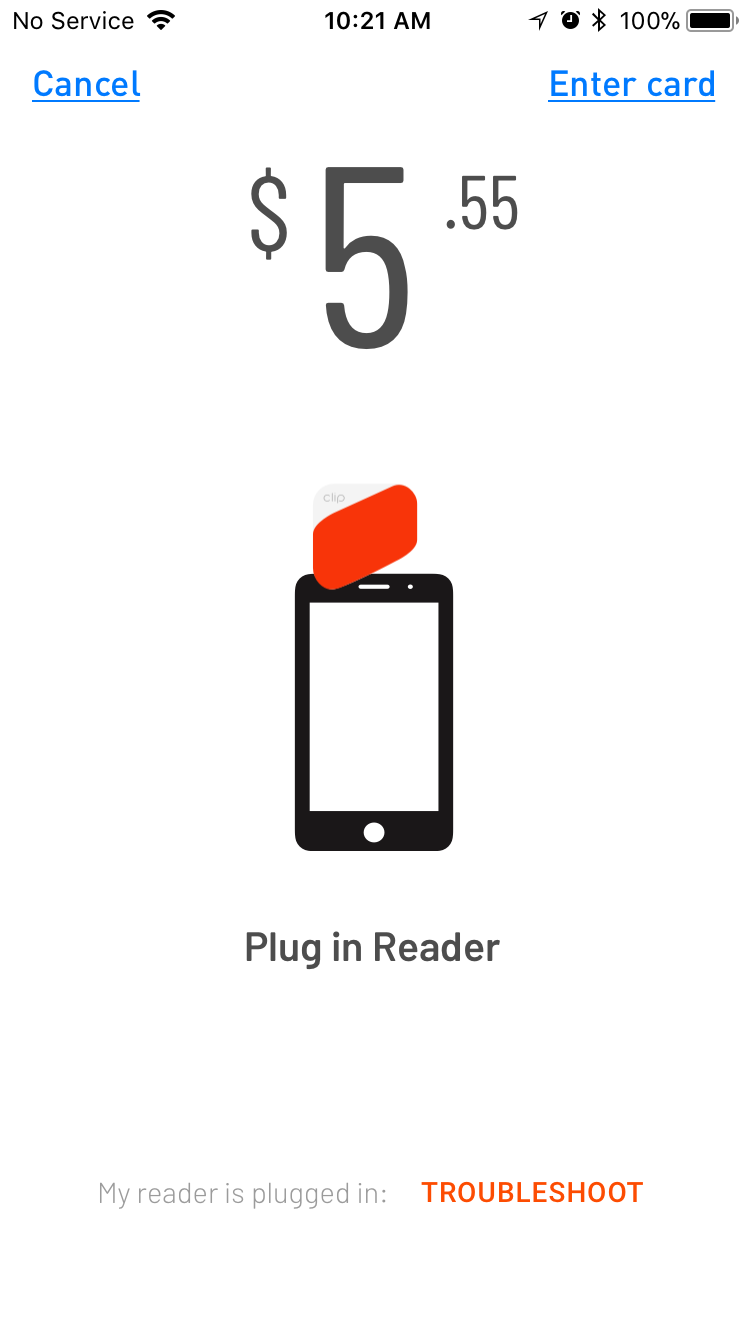 No Service 10:21 AM 100%
Cancel Enter card
$5.55
clip
Plug in Reader
My reader is plugged in: TROUBLESHOOT